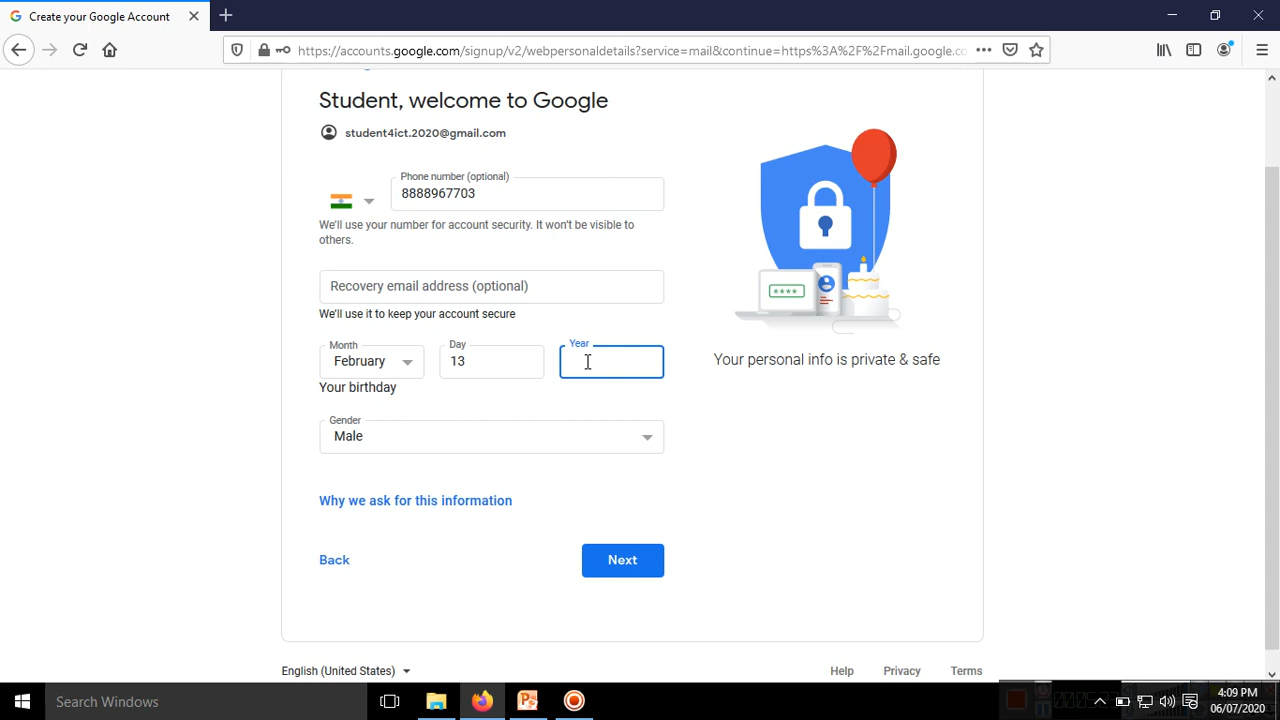 Create your Google Account
https://accounts.google.com/signup/v2/webpersonaldetails?service=mail&continue=https%3A%2F%2Fmail.google.co
Student, welcome to Google
student4ict.2020@gmail.com
Phone number (optional)
8888967703
We'll use your number for account security. It won't be visible to
others.
Recovery email address (optional)
We'll use it to keep your account secure
Month
February
Day
13
Year
Your birthday
Gender
Male
Why we ask for this information
Back
Next
****
Your personal info is private & safe
English (United States)
Help
Privacy
Terms
Search Windows
4:09 PM
06/07/2020